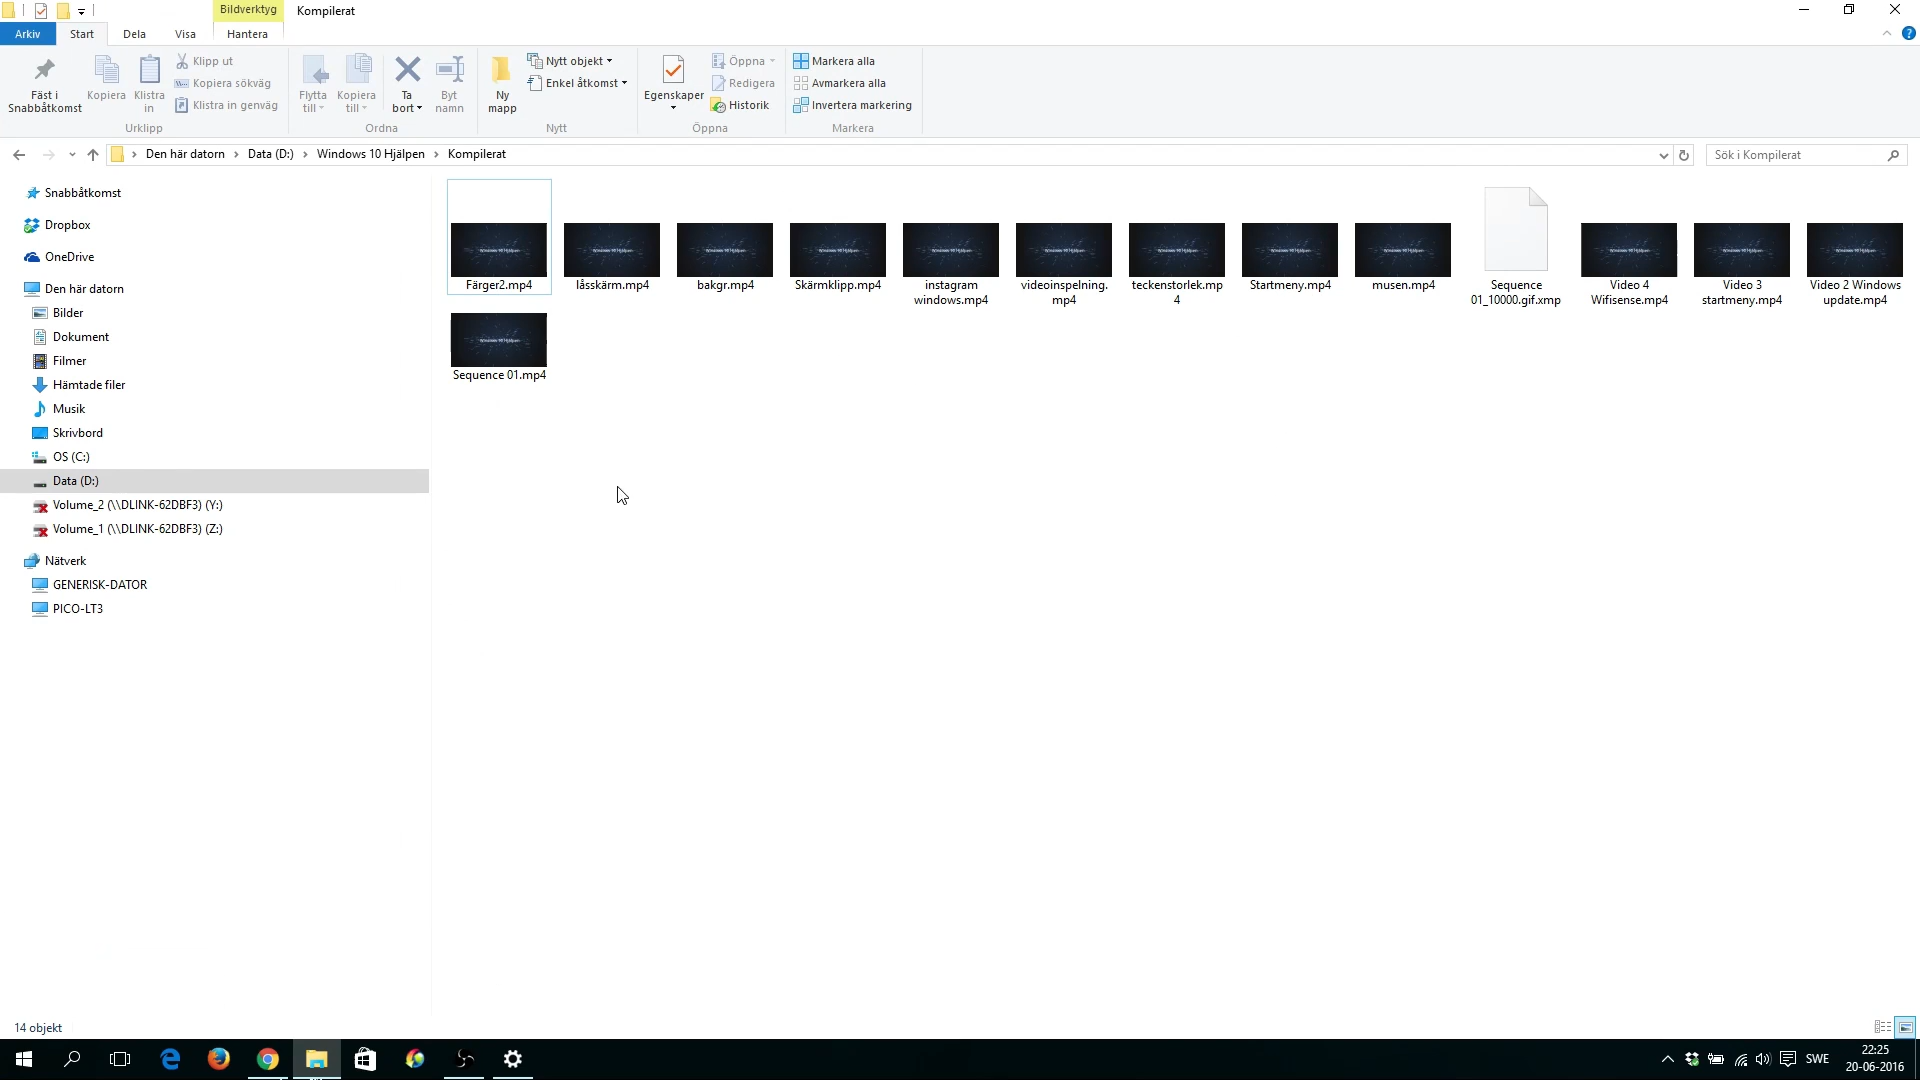 Bildverktyg
Kompilerat
Arkiv
Start
Dela
Visa
Hantera
Fäst i
Snabbåtkomst
Kopiera
Klistra
in
Klipp ut
Kopiera sökväg
Klistra in genväg
Urklipp
Flytta
till
Kopiera
till
Ta
bort
Byt
namn
Ordna
Ny
mapp
Nytt objekt
Enkel åtkomst
Nytt
Egenskaper
Öppna
Redigera
Historik
Öppna
Markera alla
Avmarkera alla
Invertera markering
Markera
Den här datorn
Data (D:)
Windows 10 Hjälpen
Kompilerat
Sök i Kompilerat
Snabbåtkomst
Dropbox
OneDrive
Den här datorn
Bilder
Dokument
Filmer
Hämtade filer
Musik
Skrivbord
OS (C:)
Data (D:)
Volume_2 (\\DLINK-62DBF3) (Y:)
Volume_1 (\\DLINK-62DBF3) (Z:)
Nätverk
GENERISK-DATOR
PICO-LT3
Färger2.mp4
låsskärm.mp4
bakgr.mp4
Skärmklipp.mp4
instagram
windows.mp4
videoinspelning.
mp4
teckenstorlek.mp
4
Startmeny.mp4
musen.mp4
Sequence
01_10000.gif.xmp
Video 4
Wifisense.mp4
Video 3
startmeny.mp4
Video 2 Windows
update.mp4
Sequence 01.mp4
14 objekt
SWE
22:25
20-06-2016